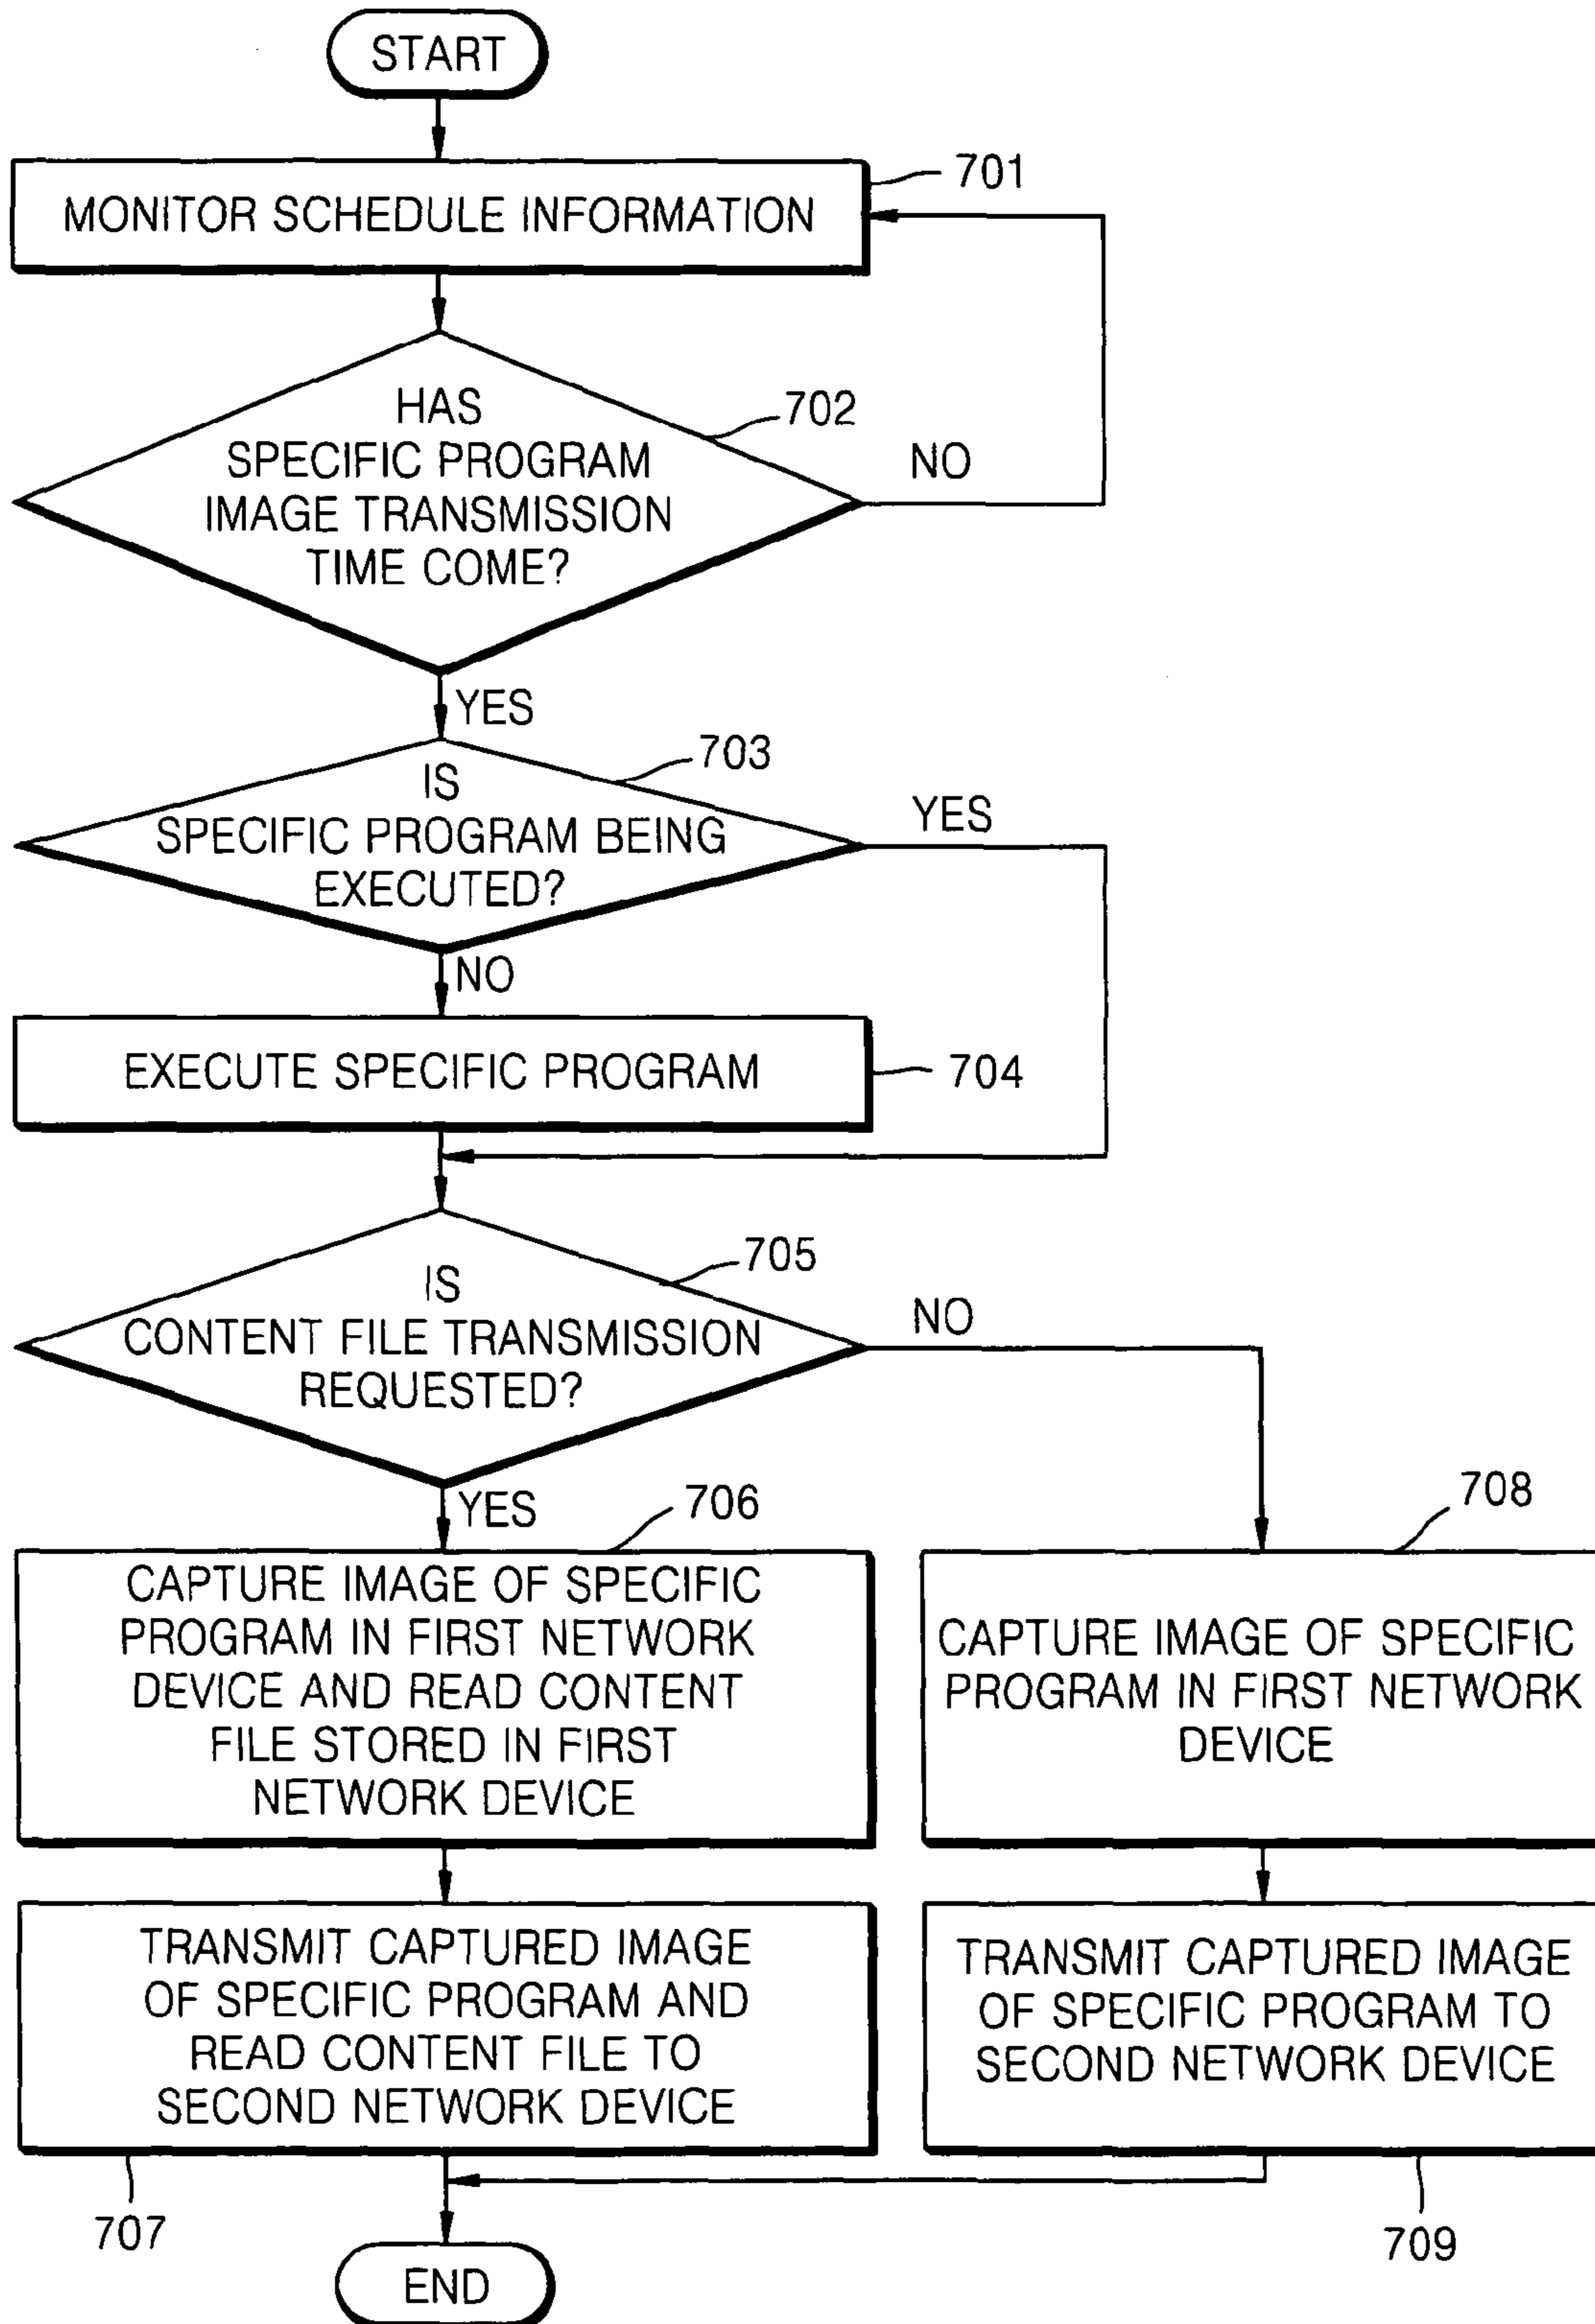 START
701
MONITOR SCHEDULE INFORMATION
702
HAS
SPECIFIC PROGRAM
IMAGE TRANSMISSION
TIME COME?
NO
YES
703
IS
SPECIFIC PROGRAM BEING
EXECUTED?
YES
NO
EXECUTE SPECIFIC PROGRAM
704
705
IS
CONTENT FILE TRANSMISSION
REQUESTED?
NO
YES
706
CAPTURE IMAGE OF SPECIFIC
PROGRAM IN FIRST NETWORK
DEVICE AND READ CONTENT
FILE STORED IN FIRST
NETWORK DEVICE
708
CAPTURE IMAGE OF SPECIFIC
PROGRAM IN FIRST NETWORK
DEVICE
TRANSMIT CAPTURED IMAGE
OF SPECIFIC PROGRAM AND
READ CONTENT FILE TO
SECOND NETWORK DEVICE
707
TRANSMIT CAPTURED IMAGE
OF SPECIFIC PROGRAM TO
SECOND NETWORK DEVICE
709
END